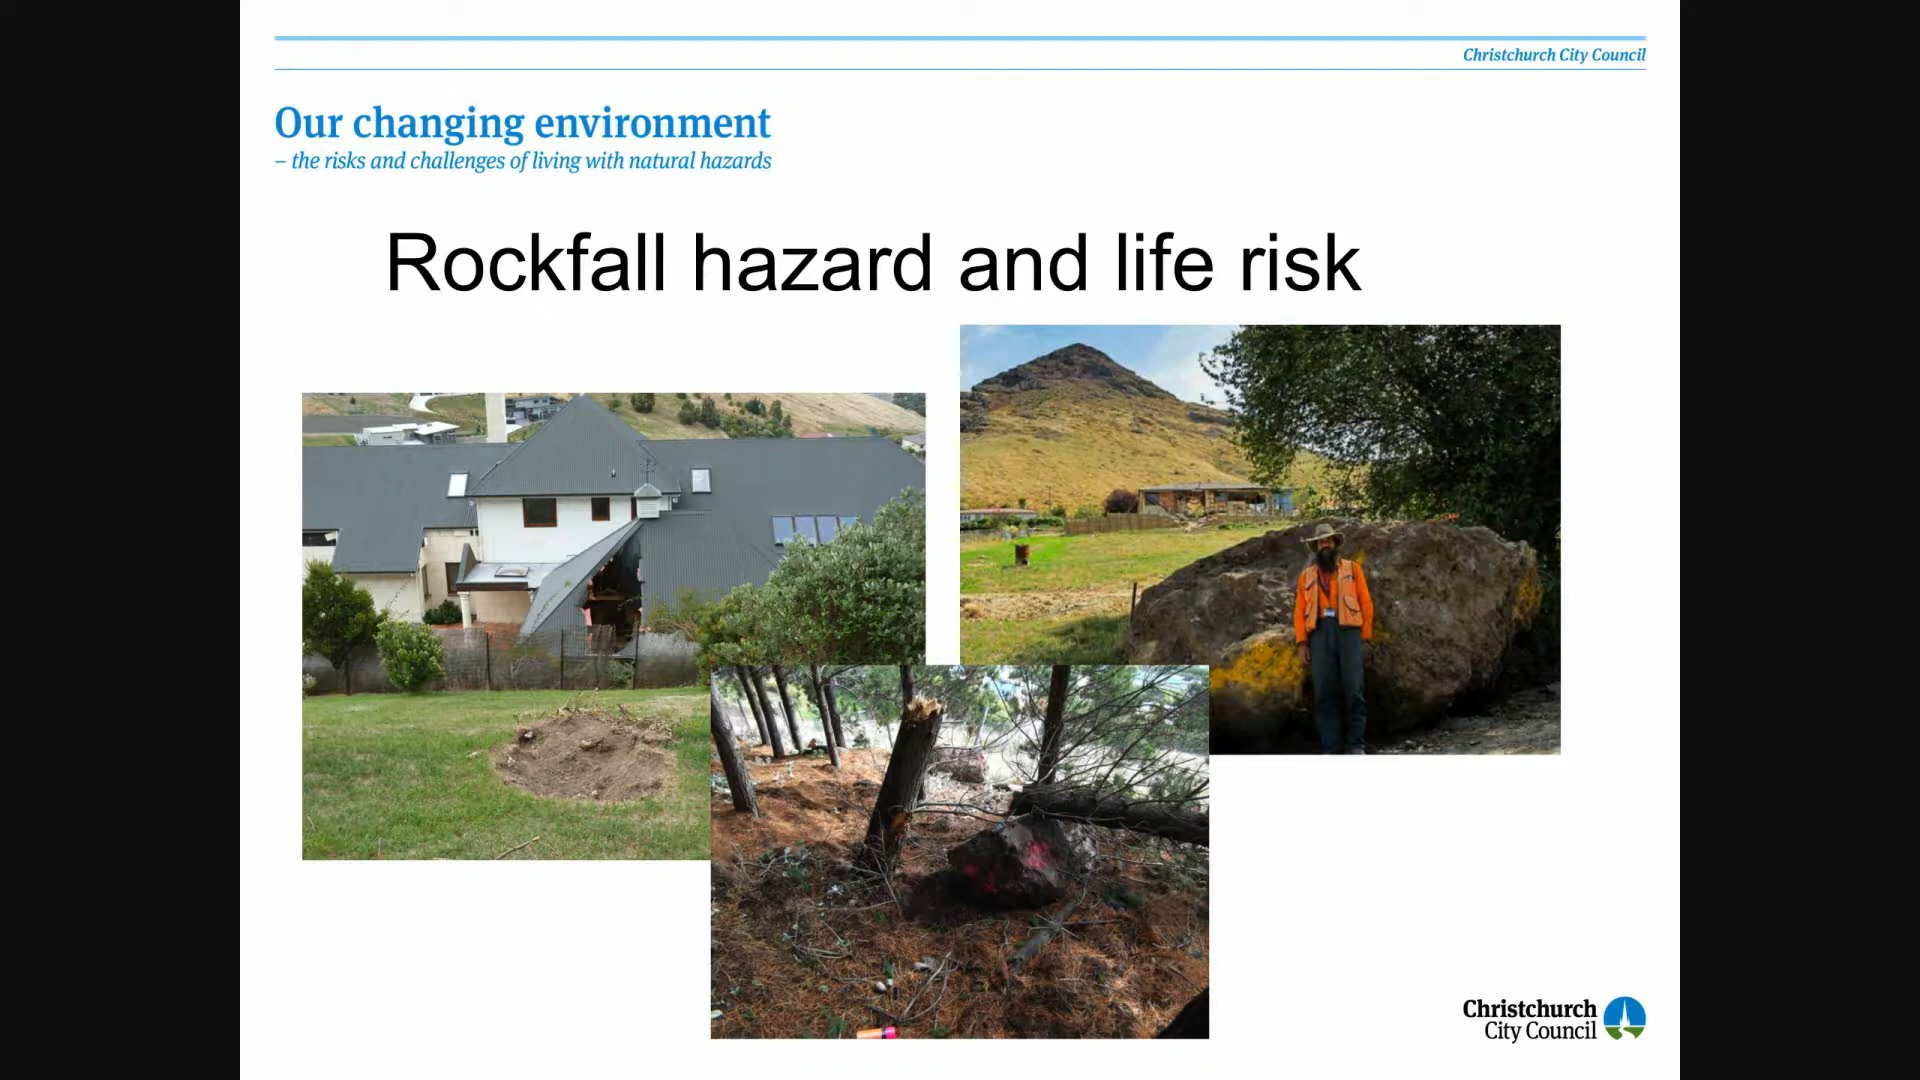 Christchurch City Council
Our changing environment
– the risks and challenges of living with natural hazards
Rockfall hazard and life risk
Christchurch
City Council